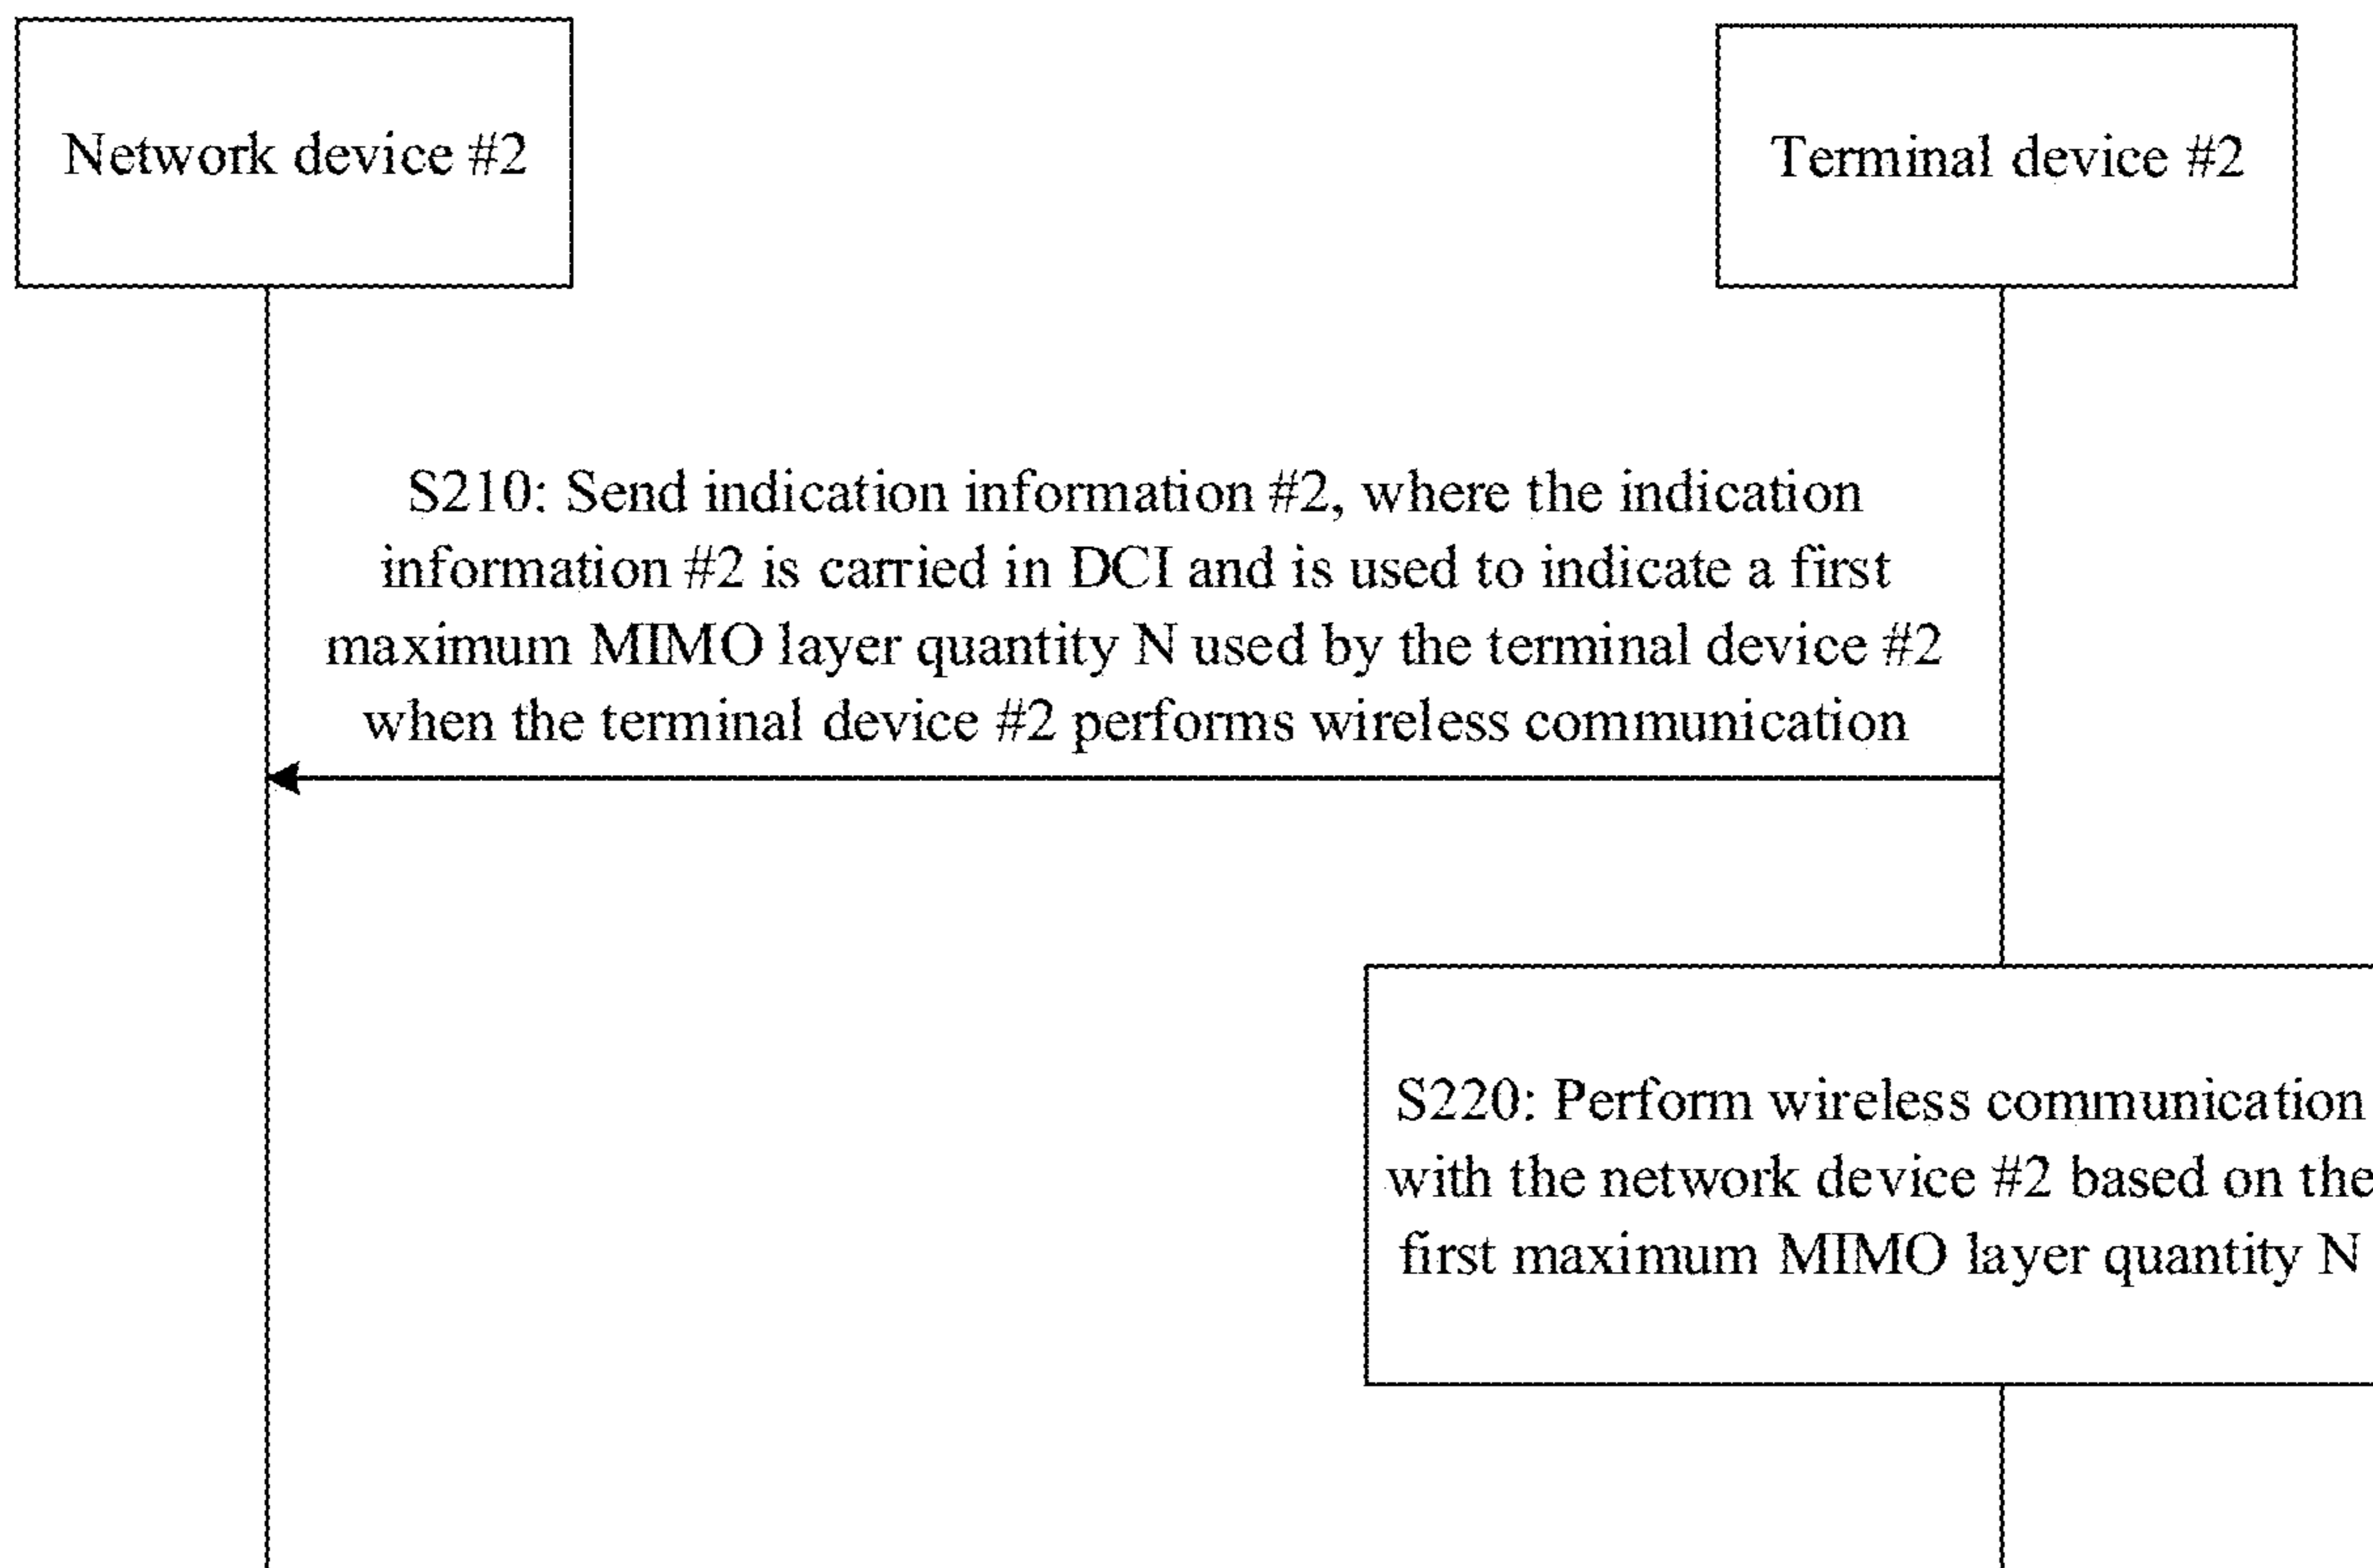 Network device #2
Terminal device #2
S210: Send indication information #2, where the indication
information #2 is carried in DCI and is used to indicate a first
maximum MIMO layer quantity N used by the terminal device #2
when the terminal device #2 performs wireless communication
S220: Perform wireless communication
with the network device #2 based on the
first maximum MIMO layer quantity N